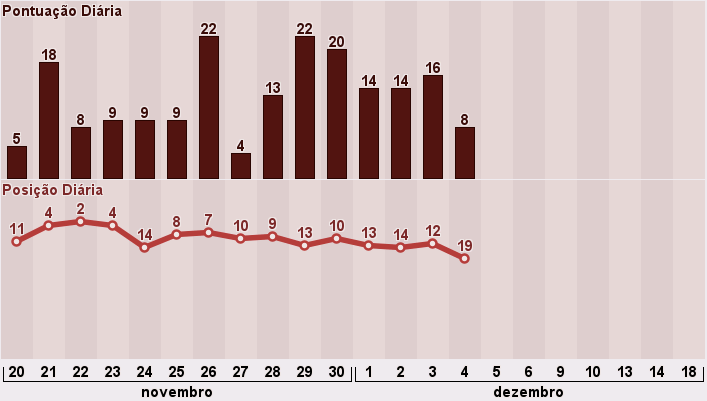 Pontuação Diária
5 18 8 9 9 9 22 4 13 22 20 14 14 16 8
Posição Diária
11 4 2 4 14 8 7 10 9 13 10 13 14 12 19
20 21 22 23 24 25 26 27 28 29 30 1 2 3 4 5 6 9 10 13 14 18
novembro dezembro